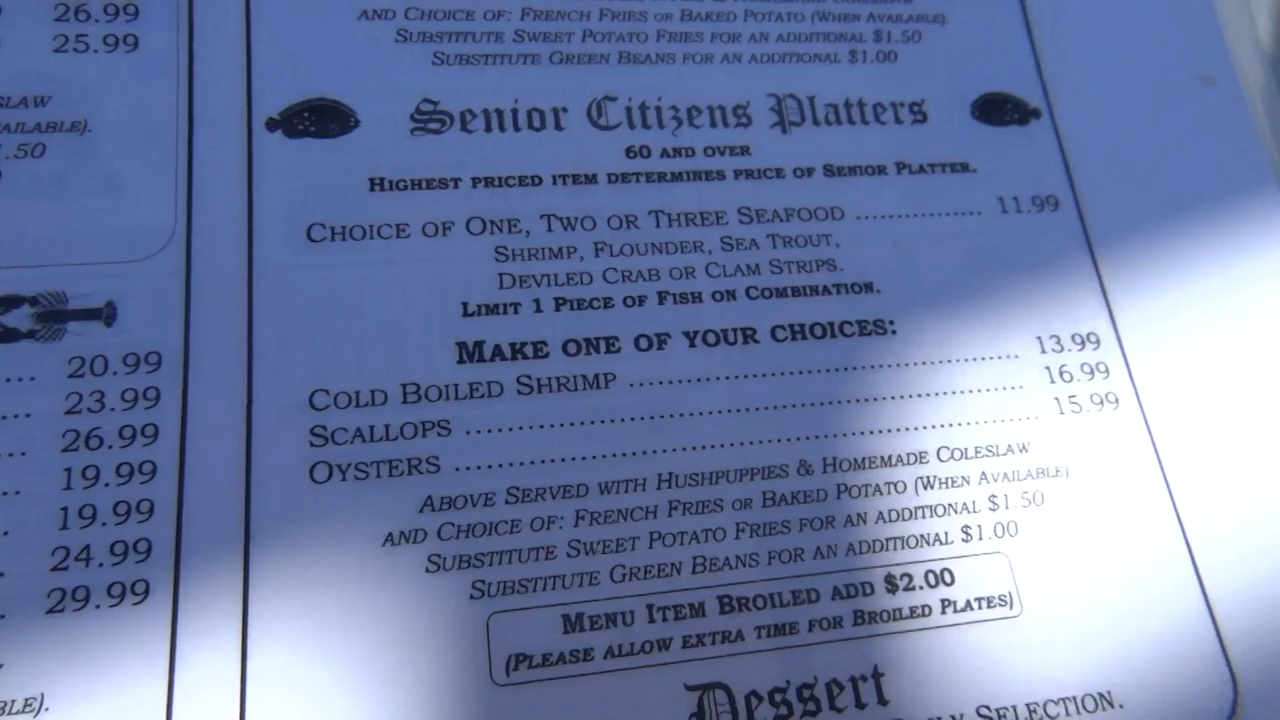 26.99
25.99
SLAW
AILABLE).
.50
20.99
23.99
26.99
19.99
19.99
24.99
29.99
BLE).
AND CHOICE OF: FRENCH FRIES OR BAKED POTATO (WHEN AVAILABLE).
SUBSTITUTE SWEET POTATO FRIES FOR AN ADDITIONAL $1.50
SUBSTITUTE GREEN BEANS FOR AN ADDITIONAL $1.00
Senior Citizens Platters
60 AND OVER
HIGHEST PRICED ITEM DETERMINES PRICE OF SENIOR PLATTER.
CHOICE OF ONE, TWO OR THREE SEAFOOD ............... 11.99
SHRIMP, FLOUNDER, SEA TROUT,
DEVILED CRAB OR CLAM STRIPS.
LIMIT 1 PIECE OF FISH ON COMBINATION.
MAKE ONE OF YOUR CHOICES:
COLD BOILED SHRIMP ............... 13.99
SCALLOPS ............... 16.99
OYSTERS ............... 15.99
ABOVE SERVED WITH HUSHPUPPIES & HOMEMADE COLESLAW
AND CHOICE OF: FRENCH FRIES OR BAKED POTATO (WHEN AVAILABLE)
SUBSTITUTE SWEET POTATO FRIES FOR AN ADDITIONAL $1.50
SUBSTITUTE GREEN BEANS FOR AN ADDITIONAL $1.00
MENU ITEM BROILED ADD $2.00
(PLEASE ALLOW EXTRA TIME FOR BROILED PLATES)
Dessert
SELECTION.